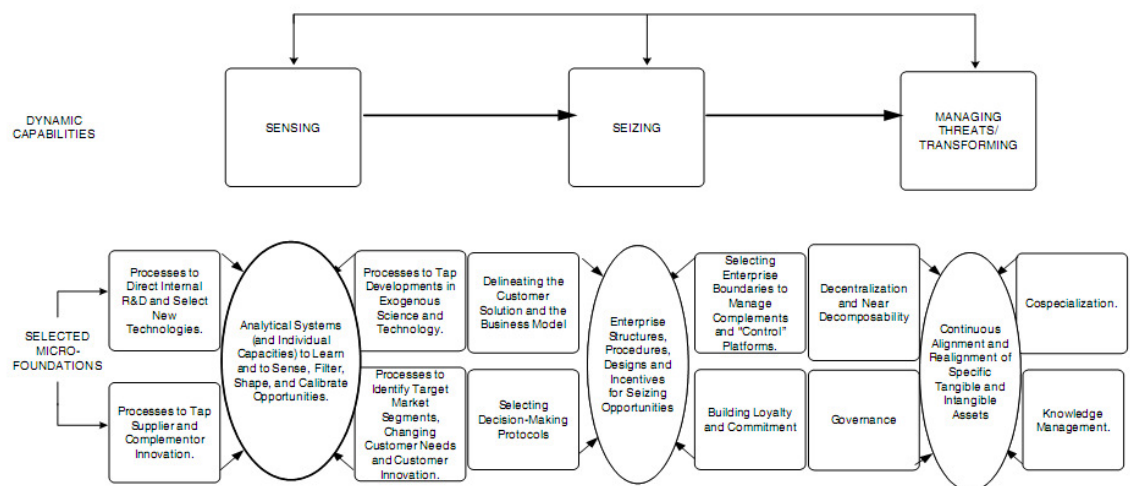 DYNAMIC
CAPABILITIES
SENSING
SEIZING
MANAGING
THREATS/
TRANSFORMING
SELECTED
MICRO-
FOUNDATIONS
Processes to
Direct Internal
R&D and Select
New
Technologies.
Processes to Tap
Supplier and
Complementor
Innovation.
Analytical Systems
(and Individual
Capacities) to Learn
and to Sense, Filter,
Shape, and Calibrate
Opportunities.
Processes to Tap
Developments in
Exogenous
Science and
Technology.
Processes to
Identify Target
Market
Segments,
Changing
Customer Needs
and Customer
Innovation.
Delineating the
Customer
Solution and the
Business Model
Selecting
Decision-Making
Protocols
Enterprise
Structures,
Procedures,
Designs and
Incentives
for Seizing
Opportunities
Selecting
Enterprise
Boundaries to
Manage
Complements
and "Control"
Platforms.
Building Loyalty
and Commitment
Decentralization
and Near
Decomposability
Governance
Continuous
Alignment and
Realignment of
Specific
Tangible and
Intangible
Assets
Cospecialization.
Knowledge
Management.